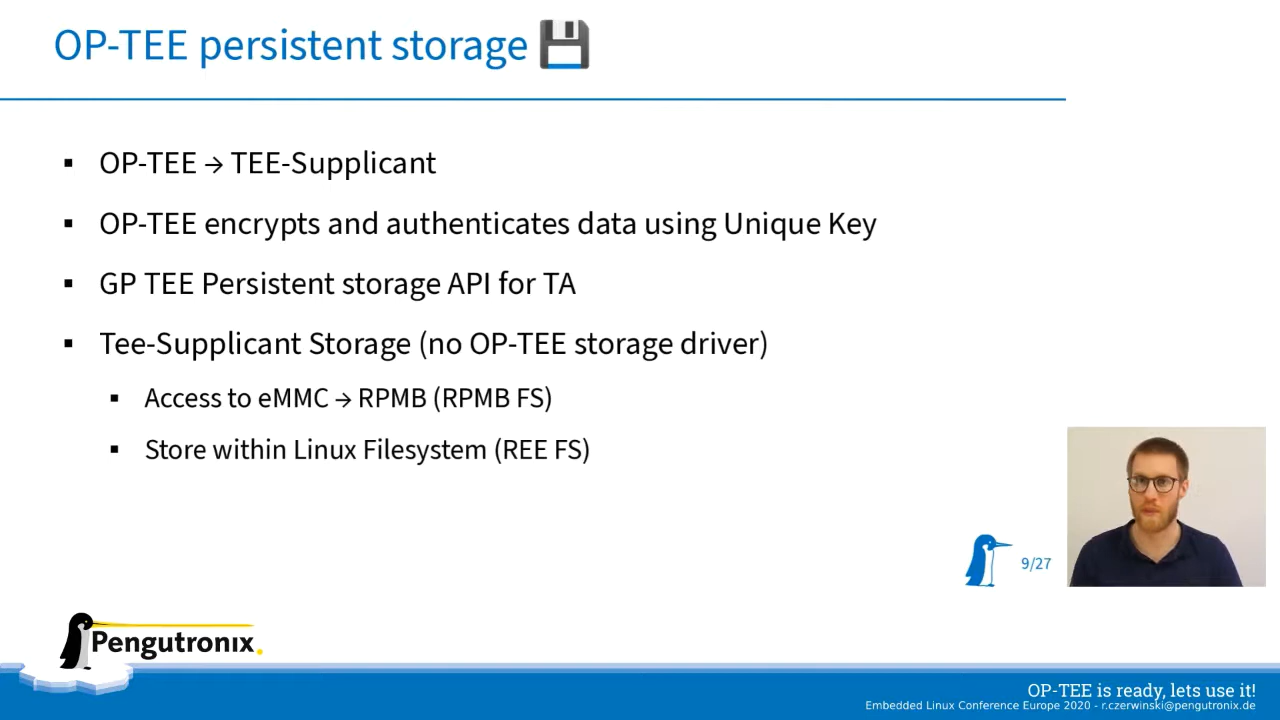 OP-TEE persistent storage
OP-TEE → TEE-Supplicant
OP-TEE encrypts and authenticates data using Unique Key
GP TEE Persistent storage API for TA
Tee-Supplicant Storage (no OP-TEE storage driver)
Access to eMMC → RPMB (RPMB FS)
Store within Linux Filesystem (REE FS)
9/27
Pengutronix
OP-TEE is ready, lets use it!
Embedded Linux Conference Europe 2020 - r.czerwinski@pengutronix.de